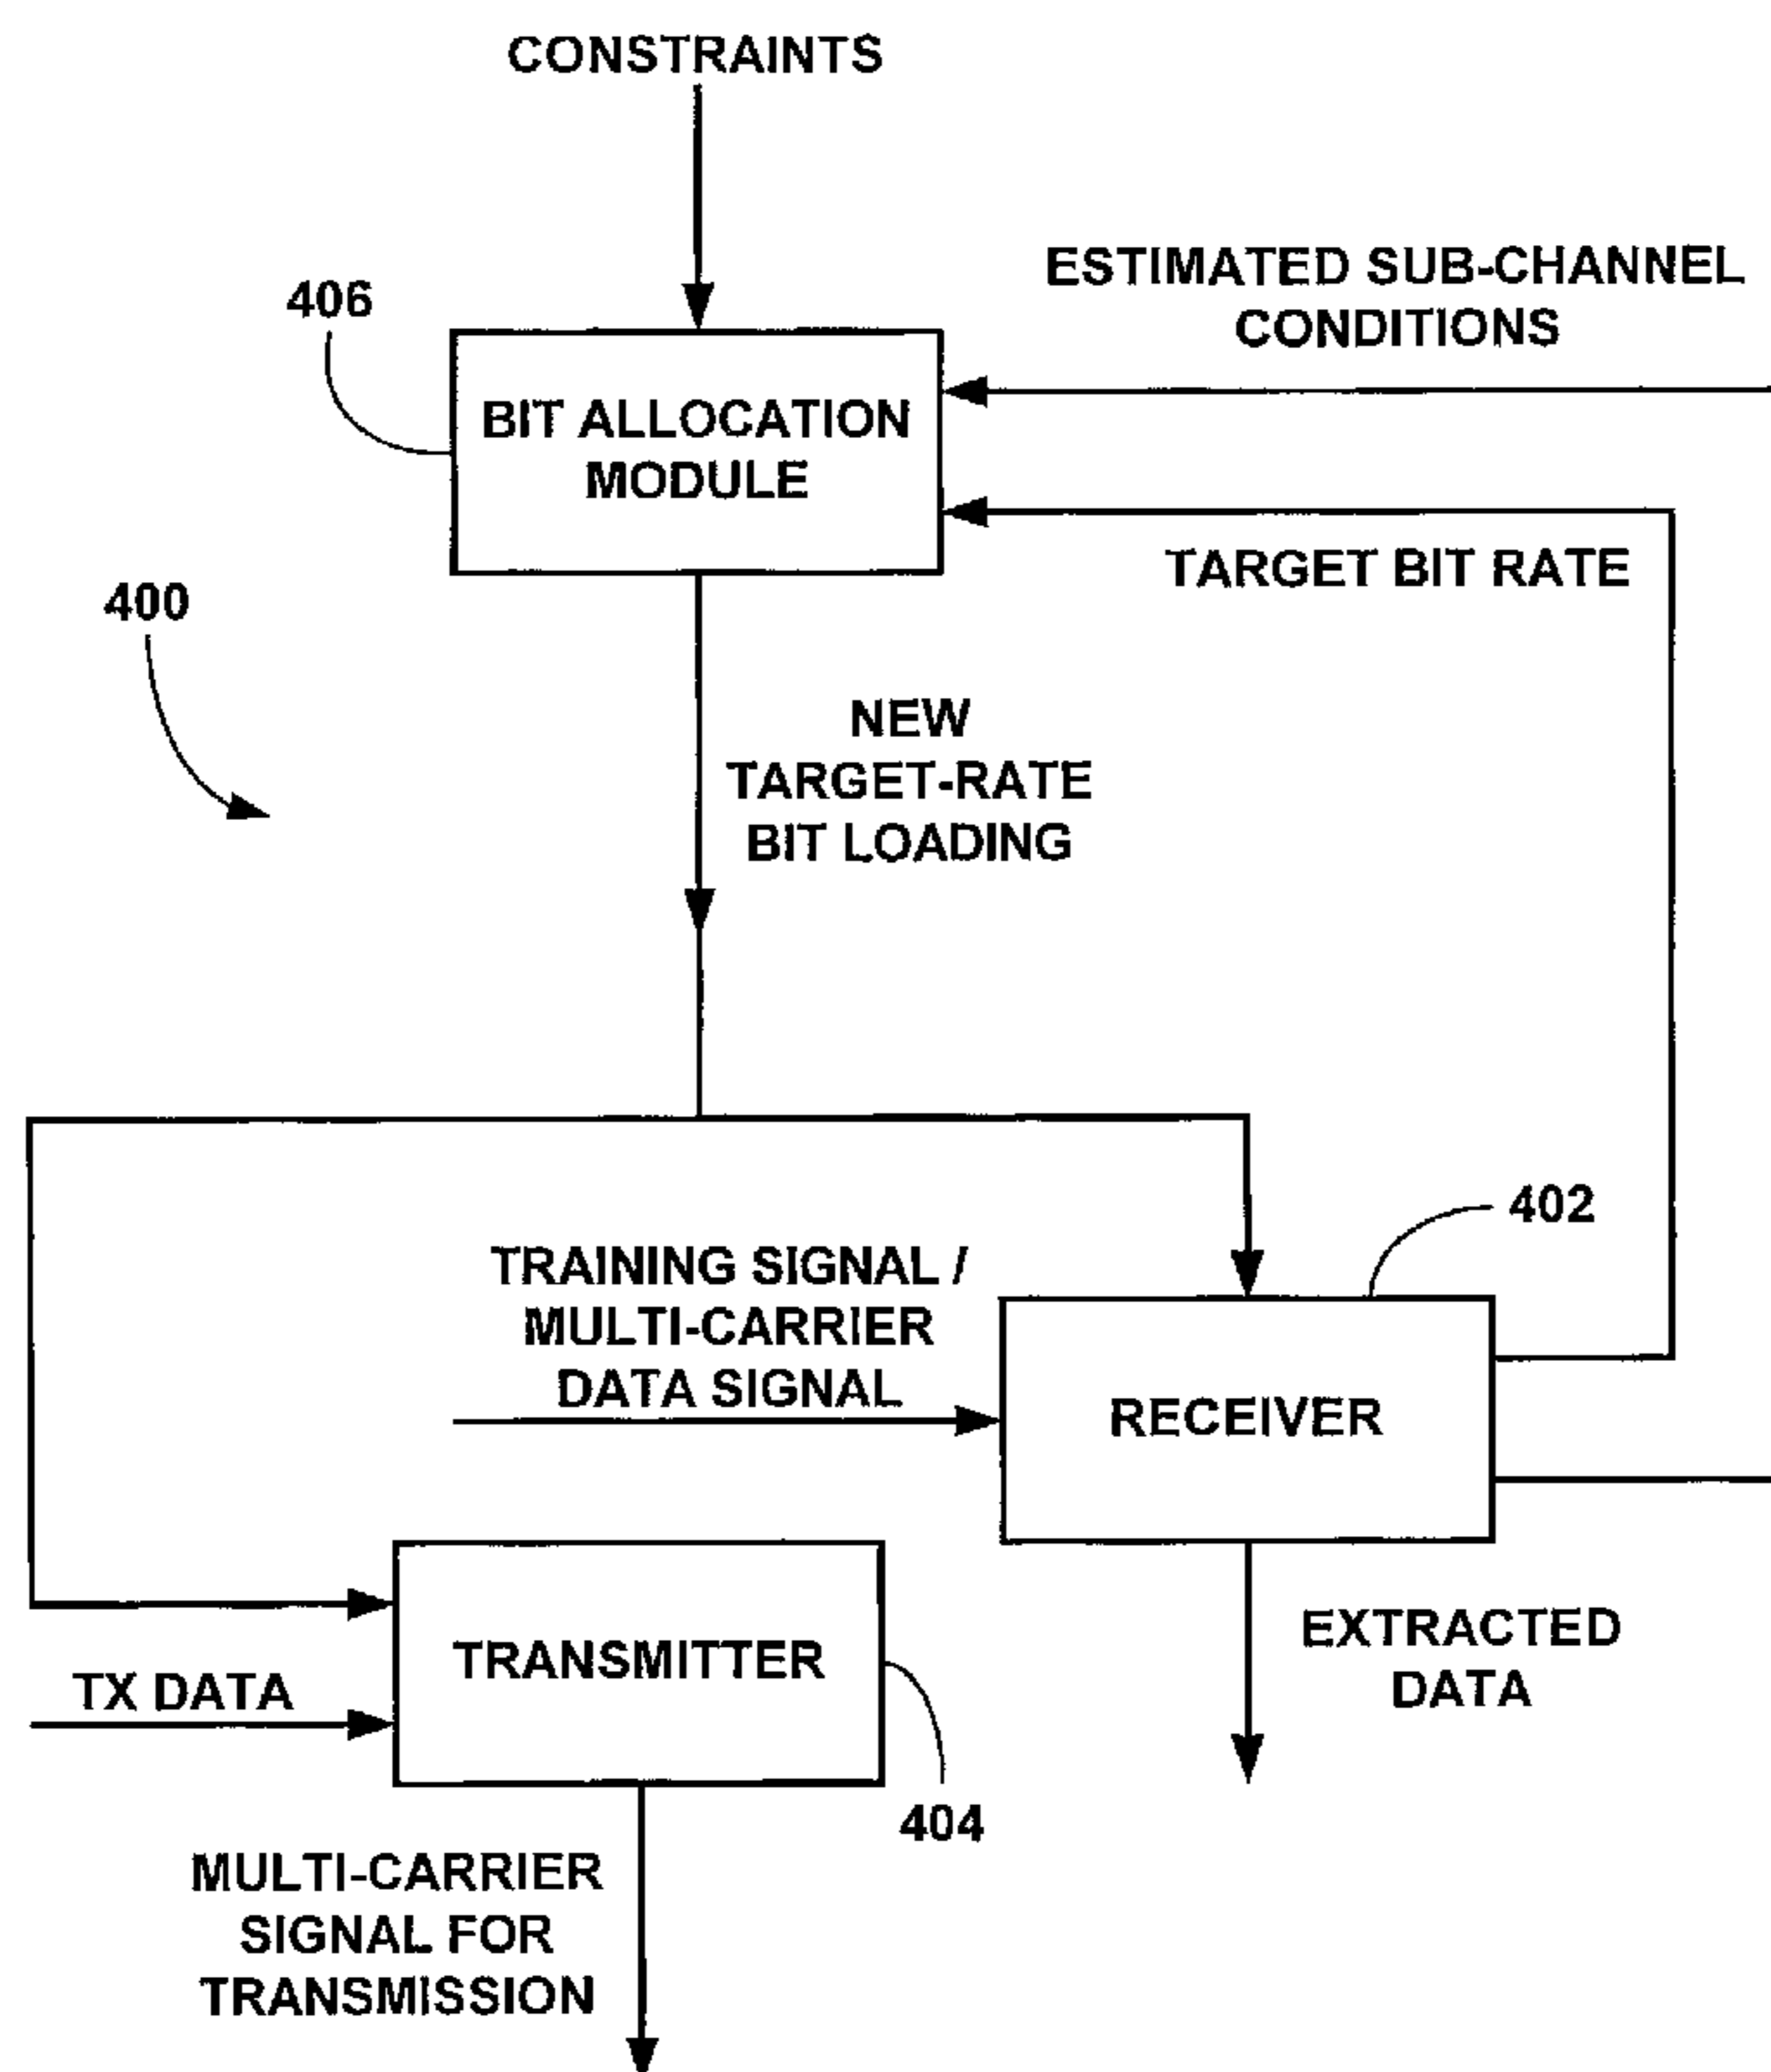 CONSTRAINTS
ESTIMATED SUB-CHANNEL
CONDITIONS
406
BIT ALLOCATION
MODULE
TARGET BIT RATE
400
NEW
TARGET-RATE
BIT LOADING
402
TRAINING SIGNAL /
MULTI-CARRIER
DATA SIGNAL
RECEIVER
EXTRACTED
DATA
TRANSMITTER
TX DATA
404
MULTI-CARRIER
SIGNAL FOR
TRANSMISSION